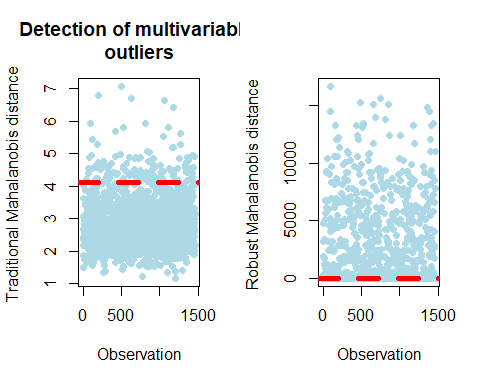 Detection of multivariabl
outliers
Traditional Mahalanobis distance
1
2
3
4
5
6
7
0
500
1500
Observation
Robust Mahalanobis distance
0
5000
10000
0
500
1500
Observation